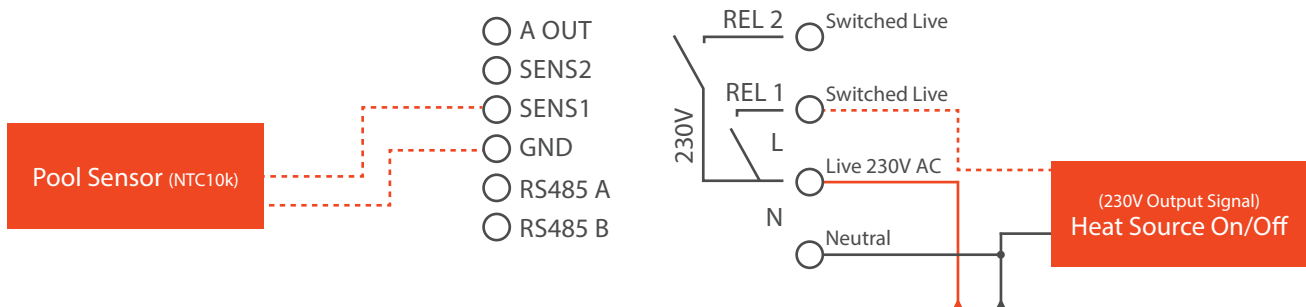 Pool Sensor (NTC10k)
A OUT
SENS2
SENS1
GND
RS485 A
RS485 B
REL 2
Switched Live
REL 1
Switched Live
230V
L
Live 230V AC
N
Neutral
(230V Output Signal)
Heat Source On/Off